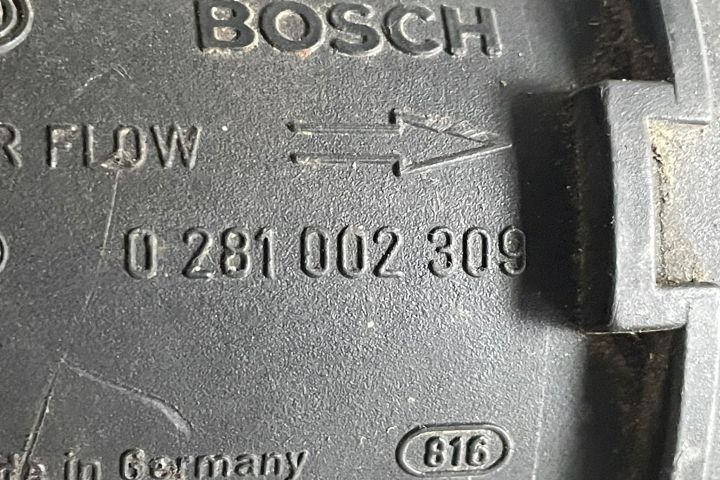 BOSCH
R FLOW
0 281 002 309
de in Germany 816